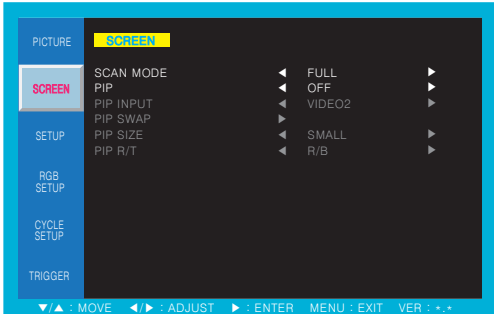 PICTURE
SCREEN
SETUP
RGB
SETUP
CYCLE
SETUP
TRIGGER
SCREEN
SCAN MODE ◀ FULL ▶
PIP ◀ OFF ▶
PIP INPUT ◀ VIDEO2 ▶
PIP SWAP ▶
PIP SIZE ◀ SMALL ▶
PIP R/T ◀ R/B ▶
▼/▲ : MOVE ◀/▶ : ADJUST ▶ : ENTER MENU : EXIT VER : *.*